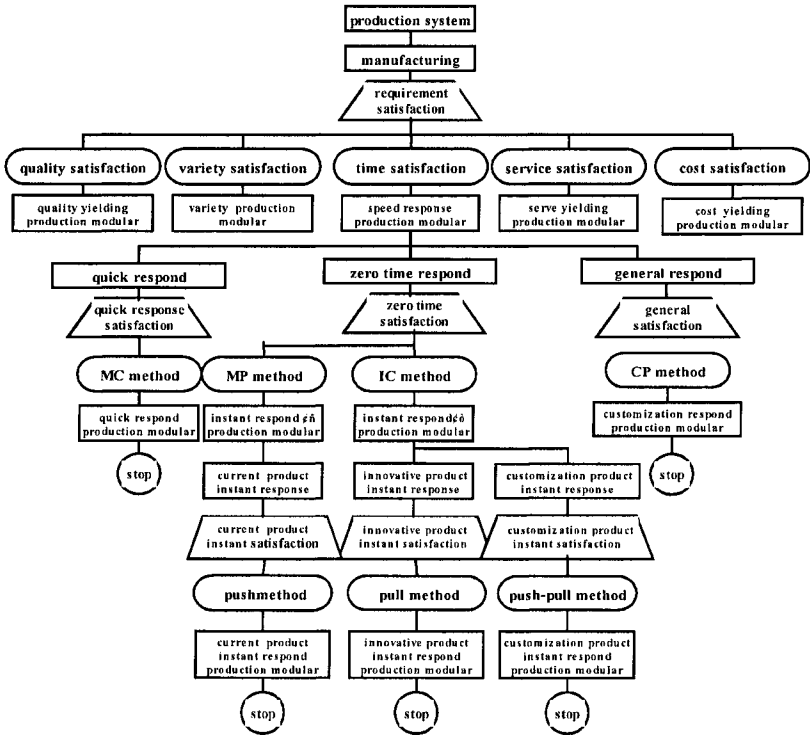 production system
manufacturing
requirement
satisfaction
quality satisfaction
variety satisfaction
time satisfaction
service satisfaction
cost satisfaction
quality yielding
production modular
variety production
modular
speed response
production modular
serve yielding
production modular
cost yielding
production modular
quick respond
zero time respond
general respond
quick response
satisfaction
zero time
satisfaction
general
satisfaction
MC method
MP method
IC method
CP method
quick respond
production modular
instant respond ¢ñ
production modular
instant respond¢ò
production modular
customization respond
production modular
stop
stop
current product
instant response
innovative product
instant response
customization product
instant response
current product
instant satisfaction
innovative product
instant satisfaction
customization product
instant satisfaction
pushmethod
pull method
push-pull method
current product
instant respond
production modular
innovative product
instant respond
production modular
customization product
instant respond
production modular
stop
stop
stop